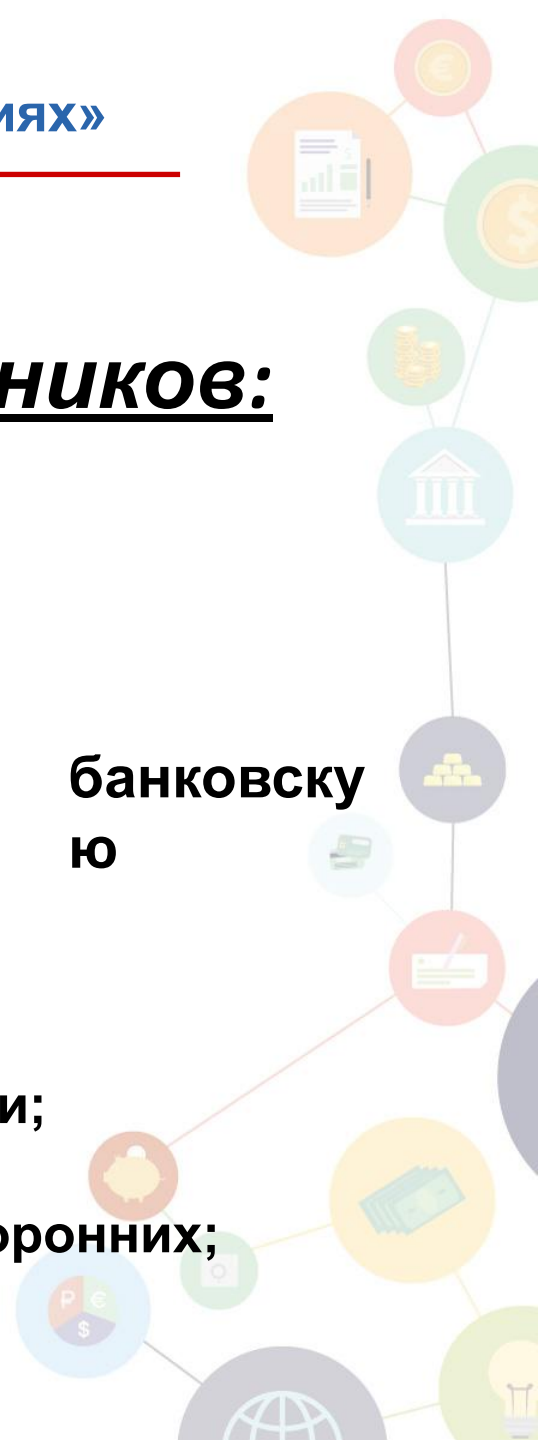 иях»
ников:
банковску
ю
и;
оронних;